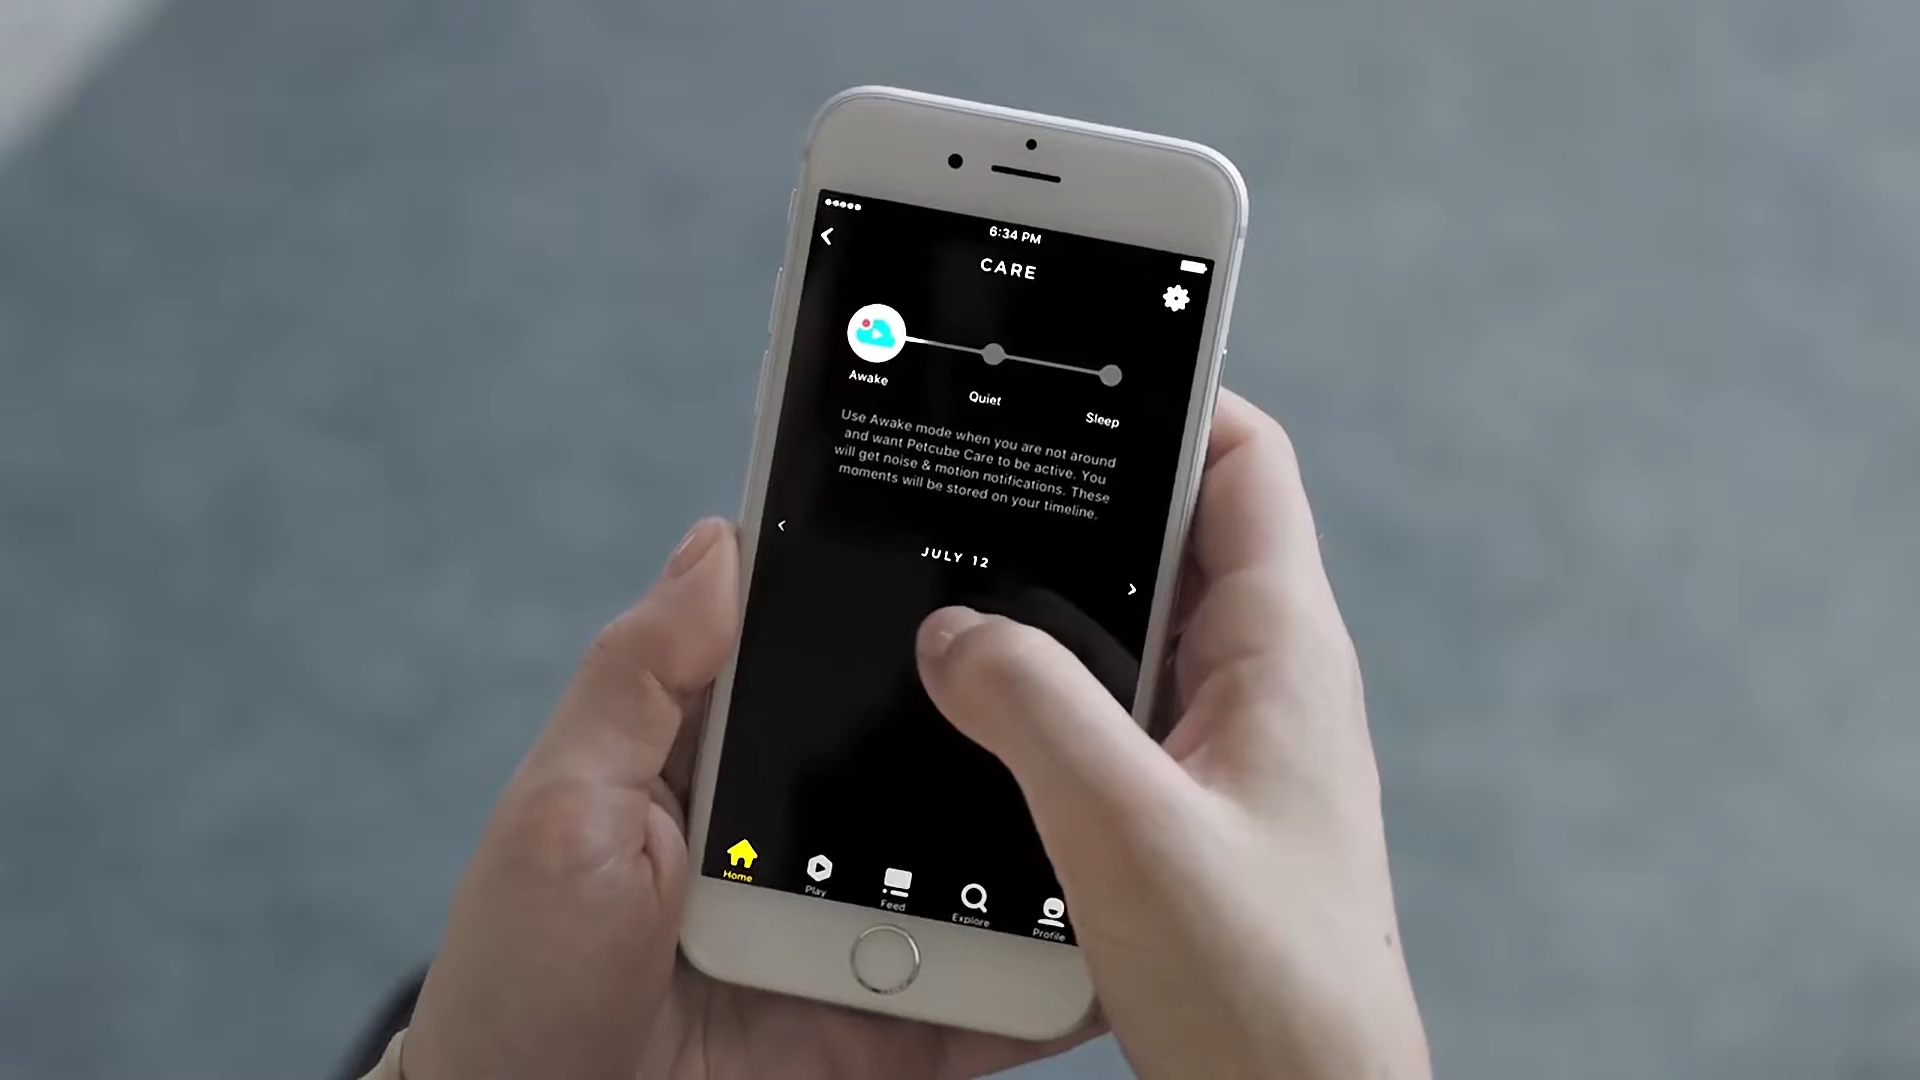 6:34 PM
CARE
Awake
Quiet
Sleep
Use Awake mode when you are not around
and want Petcube Care to be active. You
will get noise & motion notifications. These
moments will be stored on your timeline.
JULY 12
Home
Play
Feed
Explore
Profile